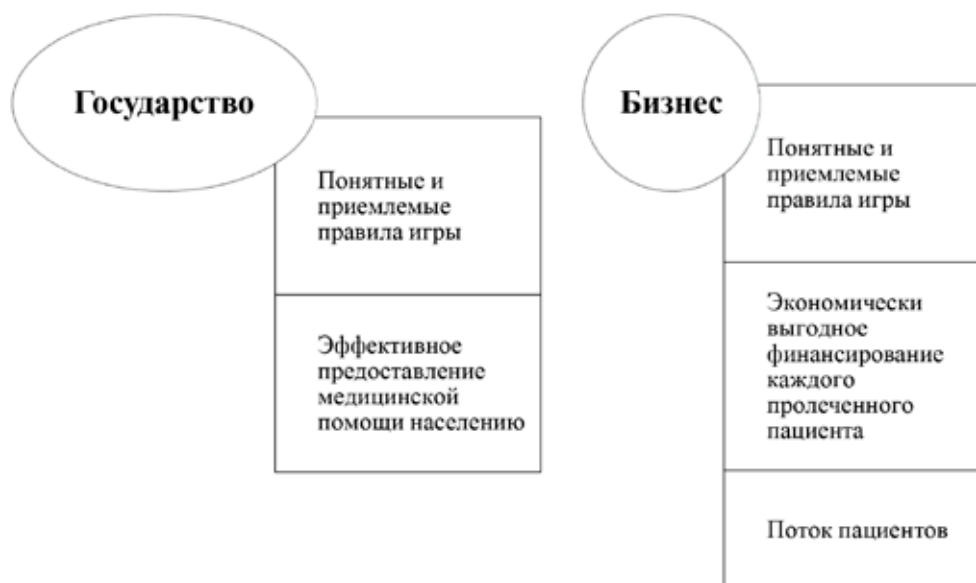 Государство
Понятные и
приемлемые
правила игры
Эффективное
предоставление
медицинской
помощи населению
Бизнес
Понятные и
приемлемые
правила игры
Экономически
выгодное
финансирование
каждого
пролеченного
пациента
Поток пациентов